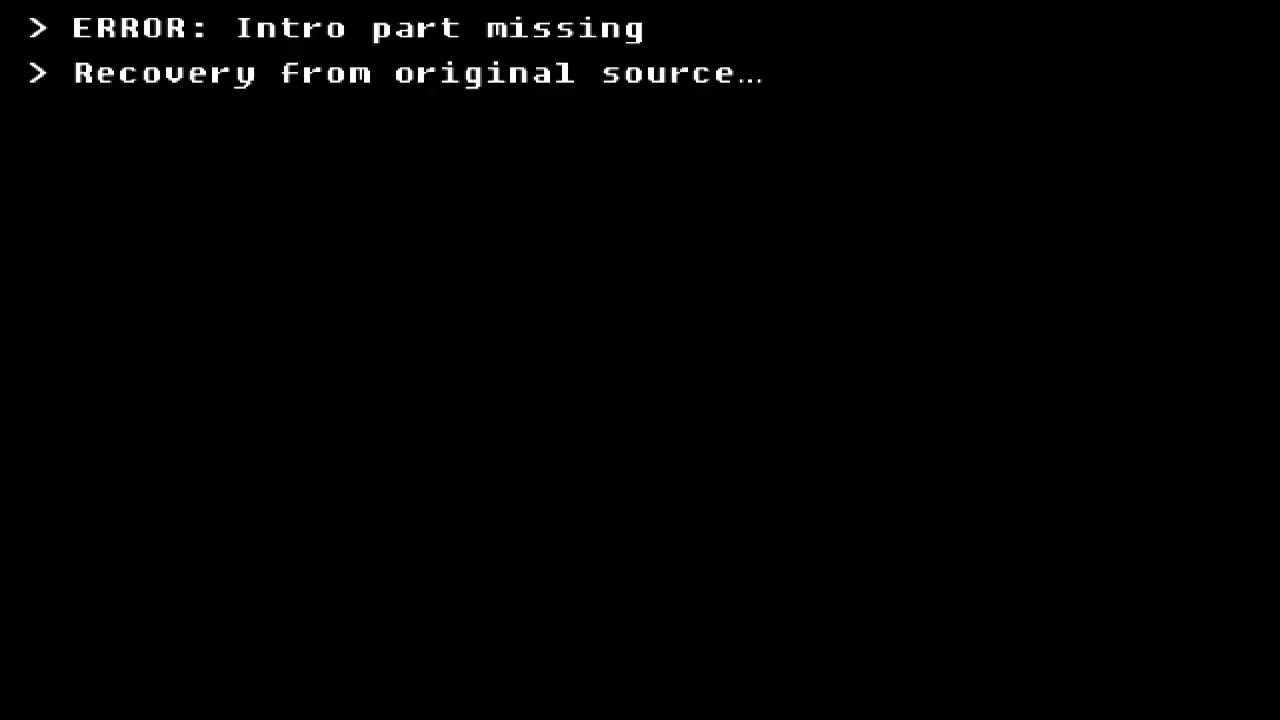 > ERROR: Intro part missing
> Recovery from original source…